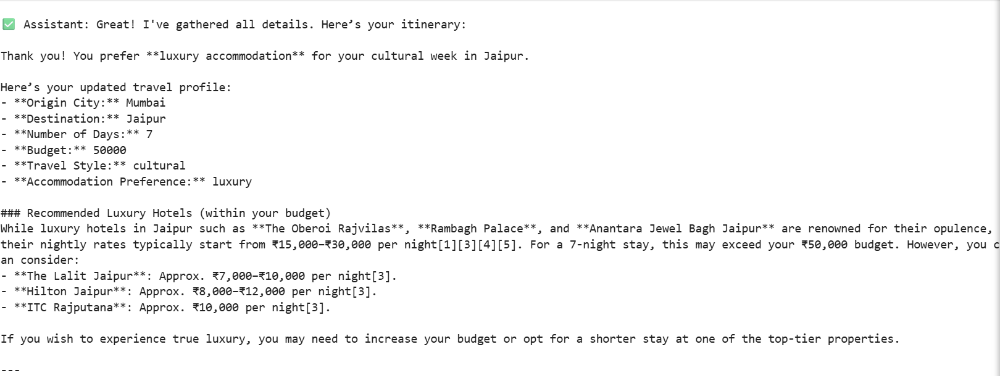 ✅ Assistant: Great! I've gathered all details. Here’s your itinerary:
Thank you! You prefer **luxury accommodation** for your cultural week in Jaipur.
Here’s your updated travel profile:
- **Origin City:** Mumbai
- **Destination:** Jaipur
- **Number of Days:** 7
- **Budget:** 50000
- **Travel Style:** cultural
- **Accommodation Preference:** luxury
### Recommended Luxury Hotels (within your budget)
While luxury hotels in Jaipur such as **The Oberoi Rajvilas**, **Rambagh Palace**, and **Anantara Jewel Bagh Jaipur** are renowned for their opulence,
their nightly rates typically start from ₹15,000–₹30,000 per night[1][3][4][5]. For a 7-night stay, this may exceed your ₹50,000 budget. However, you c
an consider:
- **The Lalit Jaipur**: Approx. ₹7,000–₹10,000 per night[3].
- **Hilton Jaipur**: Approx. ₹8,000–₹12,000 per night[3].
- **ITC Rajputana**: Approx. ₹10,000 per night[3].
If you wish to experience true luxury, you may need to increase your budget or opt for a shorter stay at one of the top-tier properties.
---